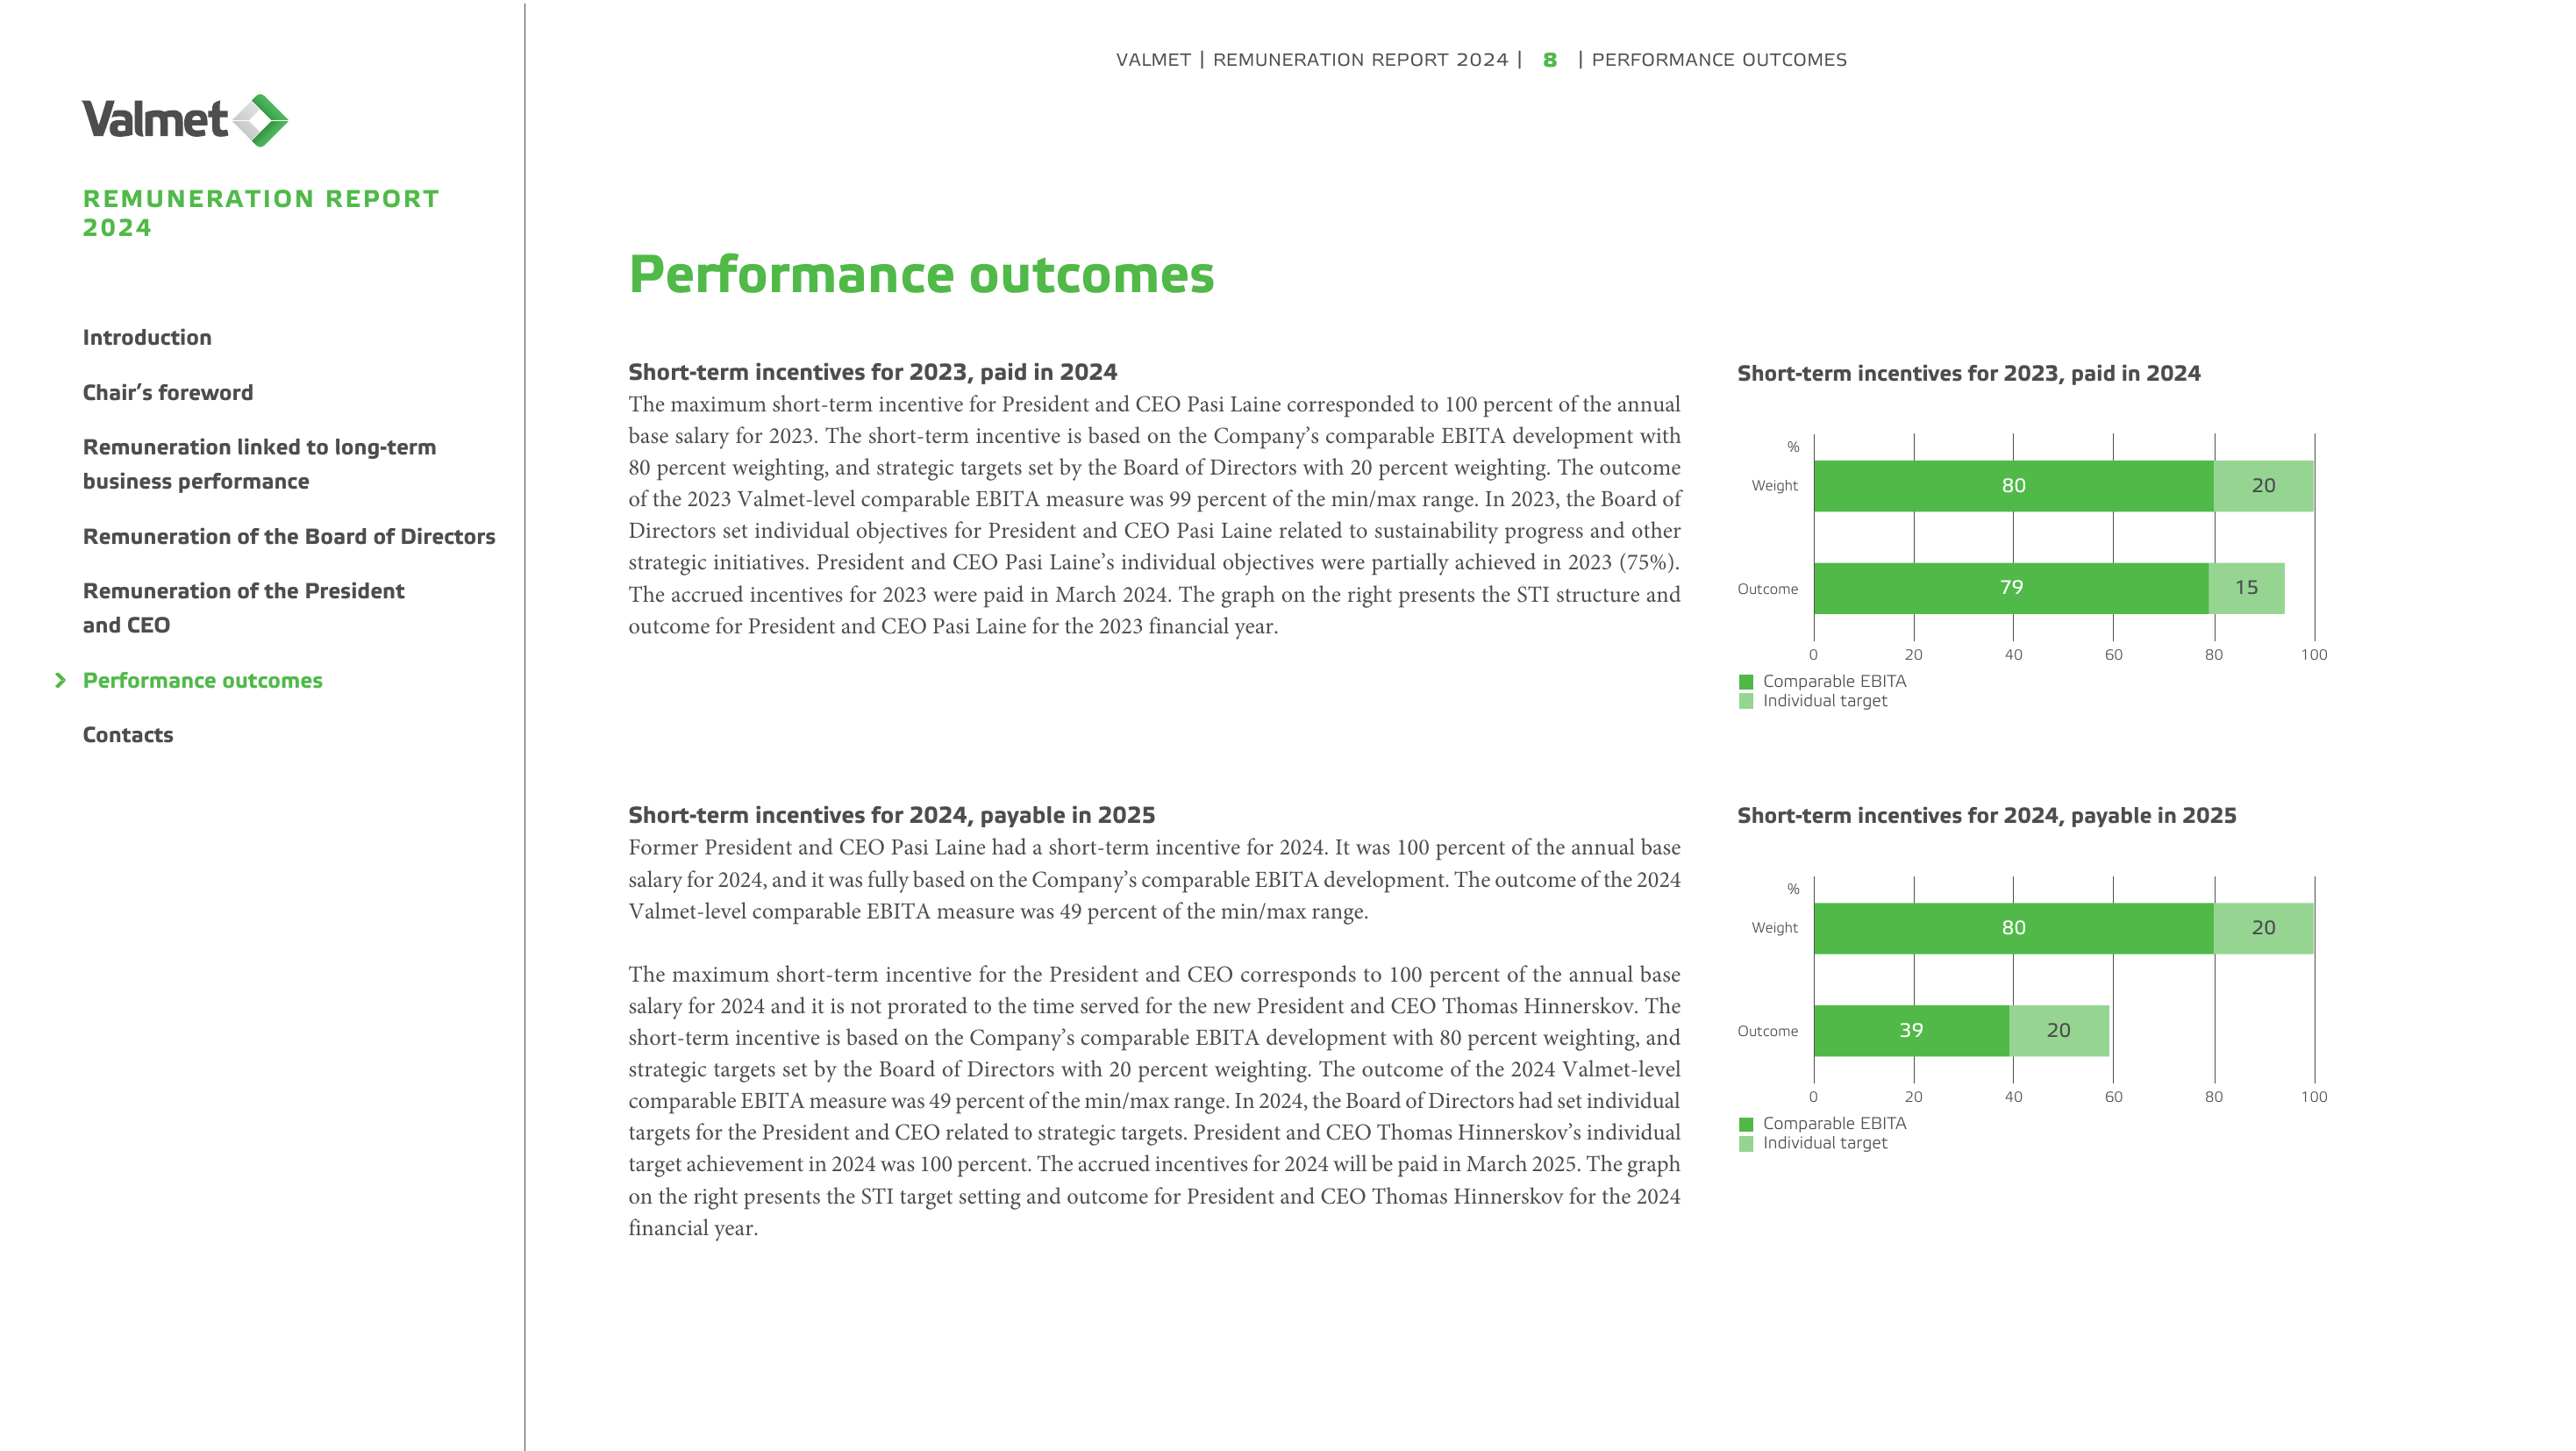 VALMET | REMUNERATION REPORT 2024 | 8 | PERFORMANCE OUTCOMES
Valmet
REMUNERATION REPORT
2024
Introduction
Chair’s foreword
Remuneration linked to long-term
business performance
Remuneration of the Board of Directors
Remuneration of the President
and CEO
Performance outcomes
Contacts
Performance outcomes
Short-term incentives for 2023, paid in 2024
The maximum short-term incentive for President and CEO Pasi Laine corresponded to 100 percent of the annual
base salary for 2023. The short-term incentive is based on the Company’s comparable EBITA development with
80 percent weighting, and strategic targets set by the Board of Directors with 20 percent weighting. The outcome
of the 2023 Valmet-level comparable EBITA measure was 99 percent of the min/max range. In 2023, the Board of
Directors set individual objectives for President and CEO Pasi Laine related to sustainability progress and other
strategic initiatives. President and CEO Pasi Laine’s individual objectives were partially achieved in 2023 (75%).
The accrued incentives for 2023 were paid in March 2024. The graph on the right presents the STI structure and
outcome for President and CEO Pasi Laine for the 2023 financial year.
Short-term incentives for 2023, paid in 2024
%
Weight 80 20
Outcome 79 15
0 20 40 60 80 100
Comparable EBITA
Individual target
Short-term incentives for 2024, payable in 2025
Former President and CEO Pasi Laine had a short-term incentive for 2024. It was 100 percent of the annual base
salary for 2024, and it was fully based on the Company’s comparable EBITA development. The outcome of the 2024
Valmet-level comparable EBITA measure was 49 percent of the min/max range.
The maximum short-term incentive for the President and CEO corresponds to 100 percent of the annual base
salary for 2024 and it is not prorated to the time served for the new President and CEO Thomas Hinnerskov. The
short-term incentive is based on the Company’s comparable EBITA development with 80 percent weighting, and
strategic targets set by the Board of Directors with 20 percent weighting. The outcome of the 2024 Valmet-level
comparable EBITA measure was 49 percent of the min/max range. In 2024, the Board of Directors had set individual
targets for the President and CEO related to strategic targets. President and CEO Thomas Hinnerskov’s individual
target achievement in 2024 was 100 percent. The accrued incentives for 2024 will be paid in March 2025. The graph
on the right presents the STI target setting and outcome for President and CEO Thomas Hinnerskov for the 2024
financial year.
Short-term incentives for 2024, payable in 2025
%
Weight 80 20
Outcome 39 20
0 20 40 60 80 100
Comparable EBITA
Individual target